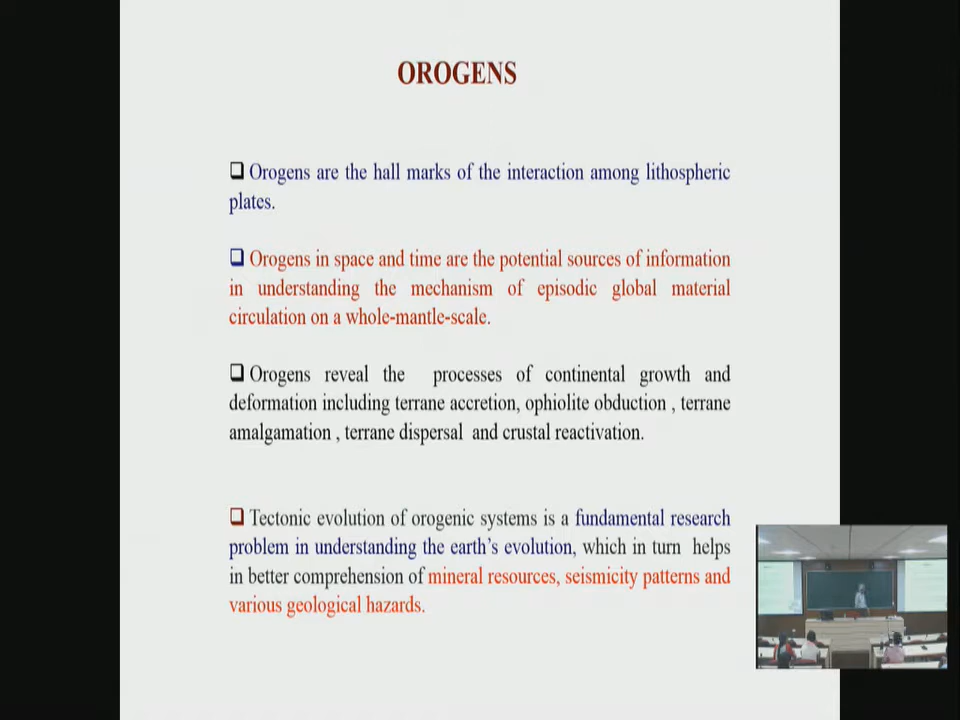 OROGENS
❑ Orogens are the hall marks of the interaction among lithospheric
plates.
❑ Orogens in space and time are the potential sources of information
in understanding the mechanism of episodic global material
circulation on a whole-mantle-scale.
❑ Orogens reveal the processes of continental growth and
deformation including terrane accretion, ophiolite obduction , terrane
amalgamation , terrane dispersal and crustal reactivation.
❑ Tectonic evolution of orogenic systems is a fundamental research
problem in understanding the earth's evolution, which in turn helps
in better comprehension of mineral resources, seismicity patterns and
various geological hazards.